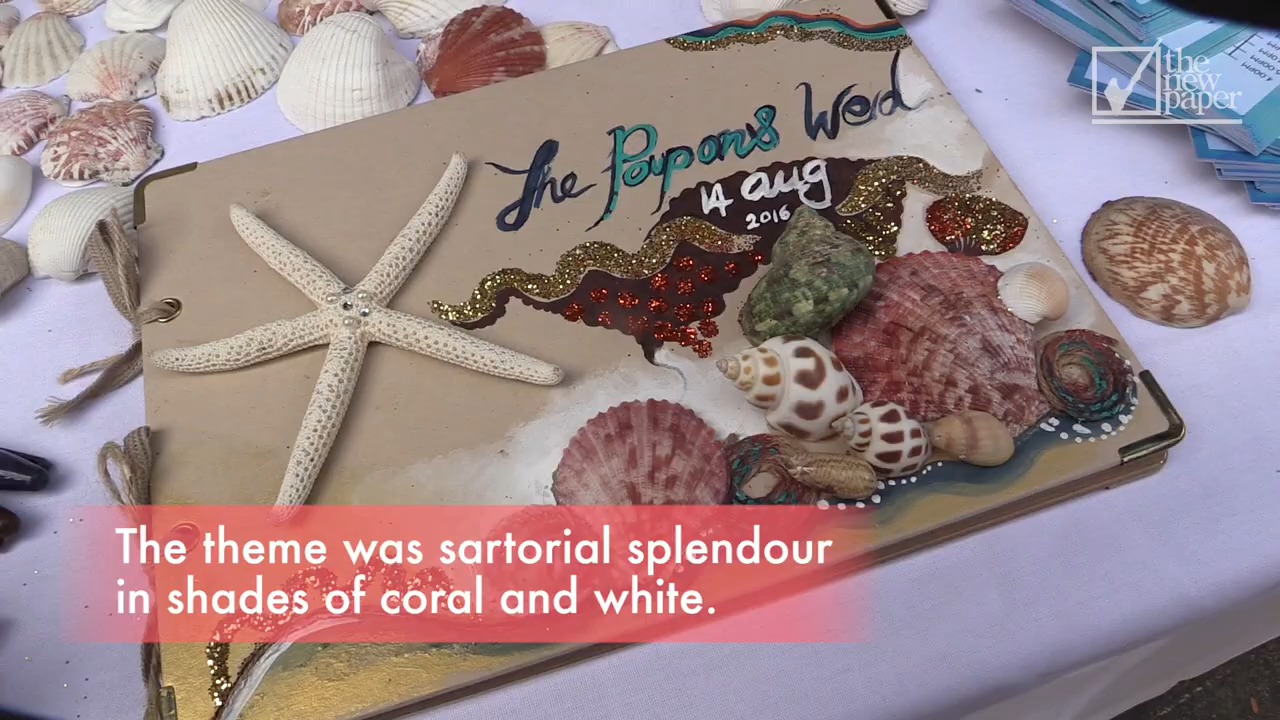 the
new
paper
The Poupons Wed
14 aug
2016
The theme was sartorial splendour
in shades of coral and white.